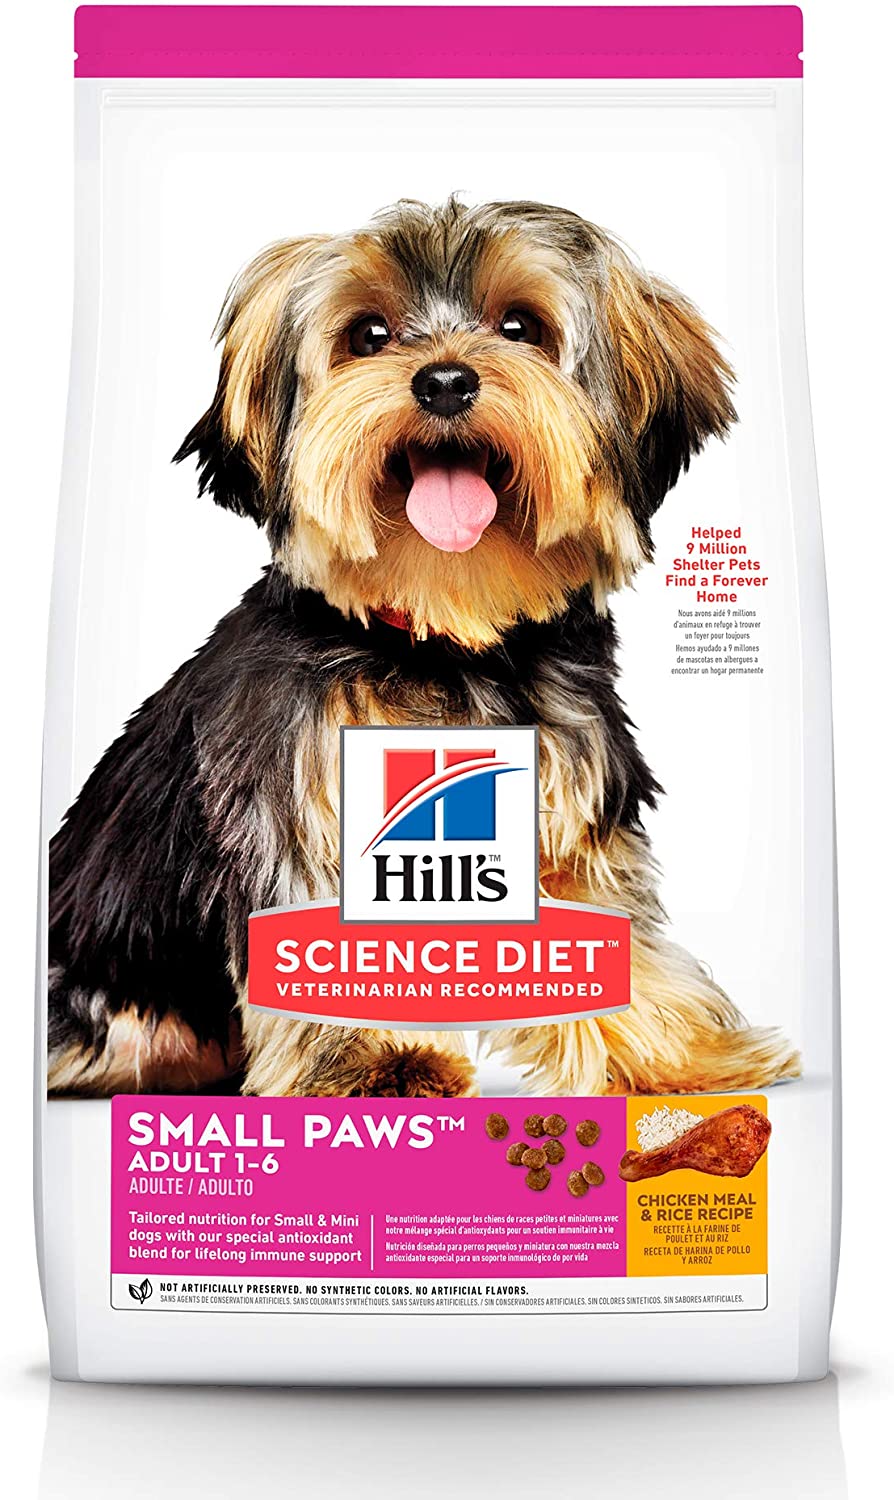 Helped
9 Million
Shelter Pets
Find a Forever
Home
Nous avons aidé 9 millions
d'animaux en refuge à trouver
un foyer pour toujours
Hemos ayudado a 9 millones
de mascotas en albergues a
encontrar un hogar permanente
Hill's™
SCIENCE DIET™
VETERINARIAN RECOMMENDED
SMALL PAWS™
ADULT 1-6
ADULTE / ADULTO
Tailored nutrition for Small & Mini
dogs with our special antioxidant
blend for lifelong immune support
Une nutrition adaptée pour les chiens de races petites et miniatures avec
notre mélange spécial d'antioxydants pour un soutien immunitaire à vie
Nutrición diseñada para perros pequeños y miniatura con nuestra mezcla
antioxidante especial para un soporte inmunológico de por vida
CHICKEN MEAL
& RICE RECIPE
RECETTE À LA FARINE DE
POULET ET AU RIZ
RECETA DE HARINA DE POLLO
Y ARROZ
NOT ARTIFICIALLY PRESERVED. NO SYNTHETIC COLORS. NO ARTIFICIAL FLAVORS.
SANS AGENTS DE CONSERVATION ARTIFICIELS. SANS COLORANTS SYNTHÉTIQUES. SANS SAVEURS ARTIFICIELLES. / SIN CONSERVADORES ARTIFICIALES. SIN COLORES SINTETICOS. SIN SABORES ARTIFICIALES.